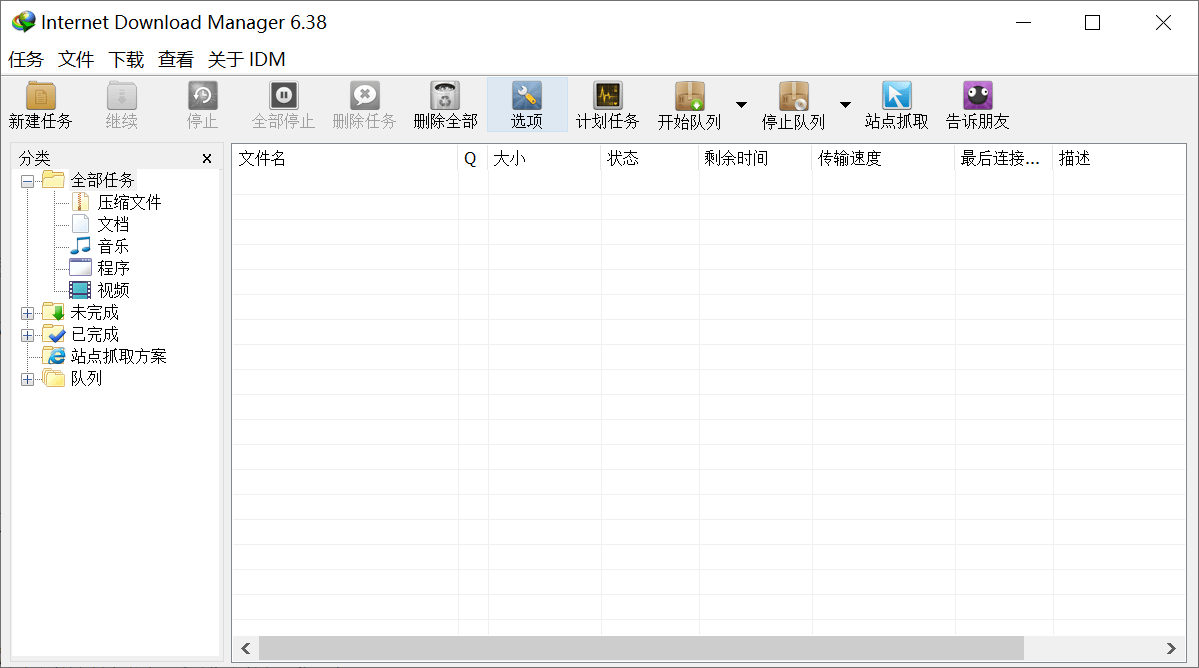 Internet Download Manager 6.38
任务 文件 下载 查看 关于 IDM
新建任务 继续 停止 全部停止 删除任务 删除全部 选项 计划任务 开始队列 停止队列 站点抓取 告诉朋友
分类
全部任务
压缩文件
文档
音乐
程序
视频
未完成
已完成
站点抓取方案
队列
文件名 Q 大小 状态 剩余时间 传输速度 最后连接... 描述